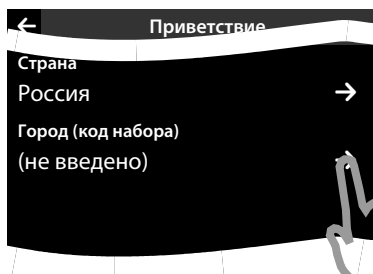 Приветствие
Страна
Россия
Город (код набора)
(не введено)